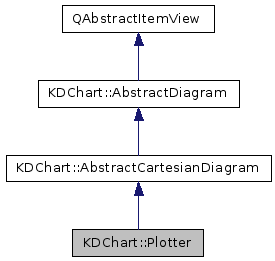 QAbstractItemView
KDChart::AbstractDiagram
KDChart::AbstractCartesianDiagram
KDChart::Plotter